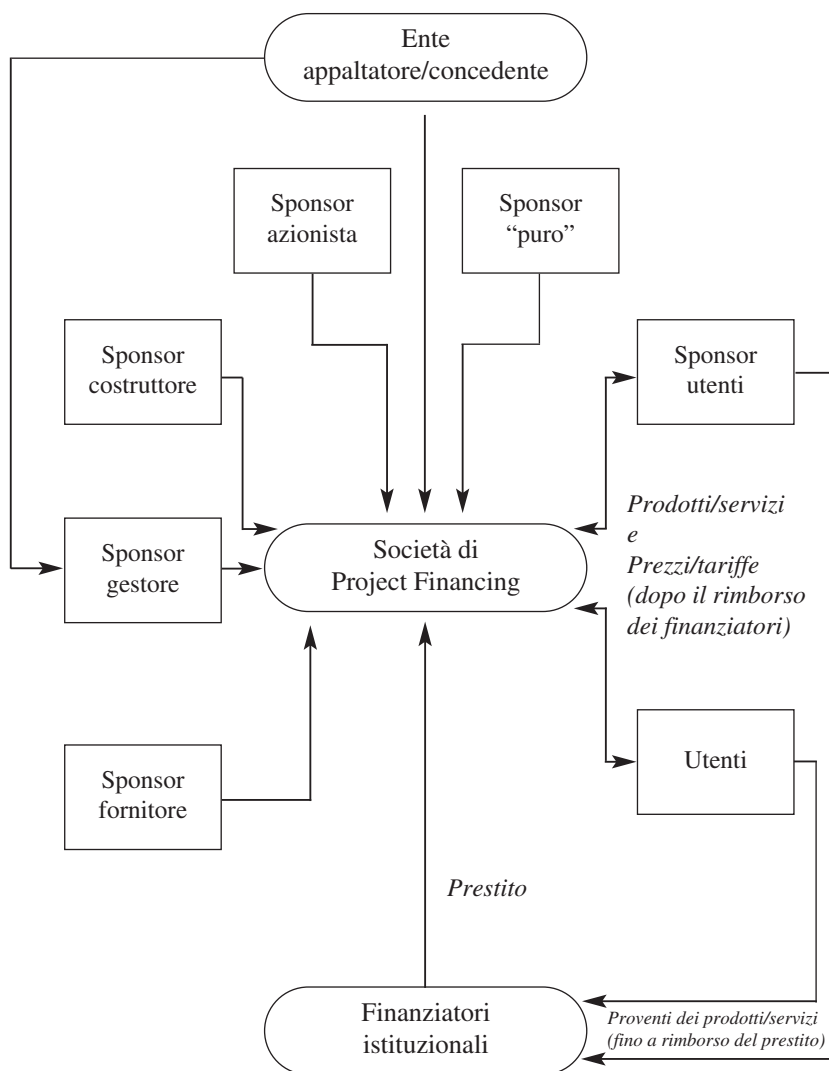 Ente
appaltatore/concedente
Sponsor
azionista
Sponsor
“puro”
Sponsor
costruttore
Sponsor
utenti
Sponsor
gestore
Società di
Project Financing
Prodotti/servizi
e
Prezzi/tariffe
(dopo il rimborso
dei finanziatori)
Sponsor
fornitore
Utenti
Prestito
Finanziatori
istituzionali
Proventi dei prodotti/servizi
(fino a rimborso del prestito)